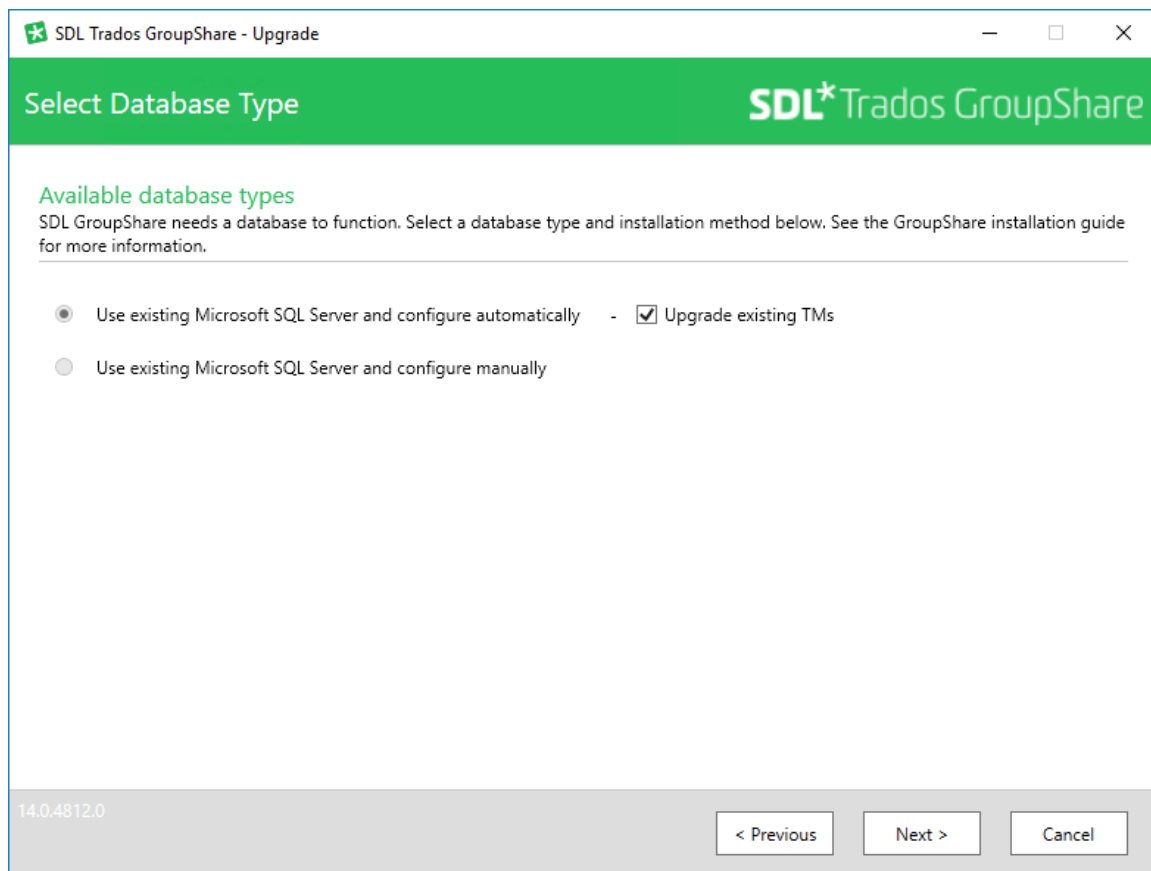 SDL Trados GroupShare - Upgrade
Select Database Type
SDL* Trados GroupShare
Available database types
SDL GroupShare needs a database to function. Select a database type and installation method below. See the GroupShare installation guide
for more information.
Use existing Microsoft SQL Server and configure automatically - Upgrade existing TMs
Use existing Microsoft SQL Server and configure manually
14.0.4812.0
< Previous Next > Cancel